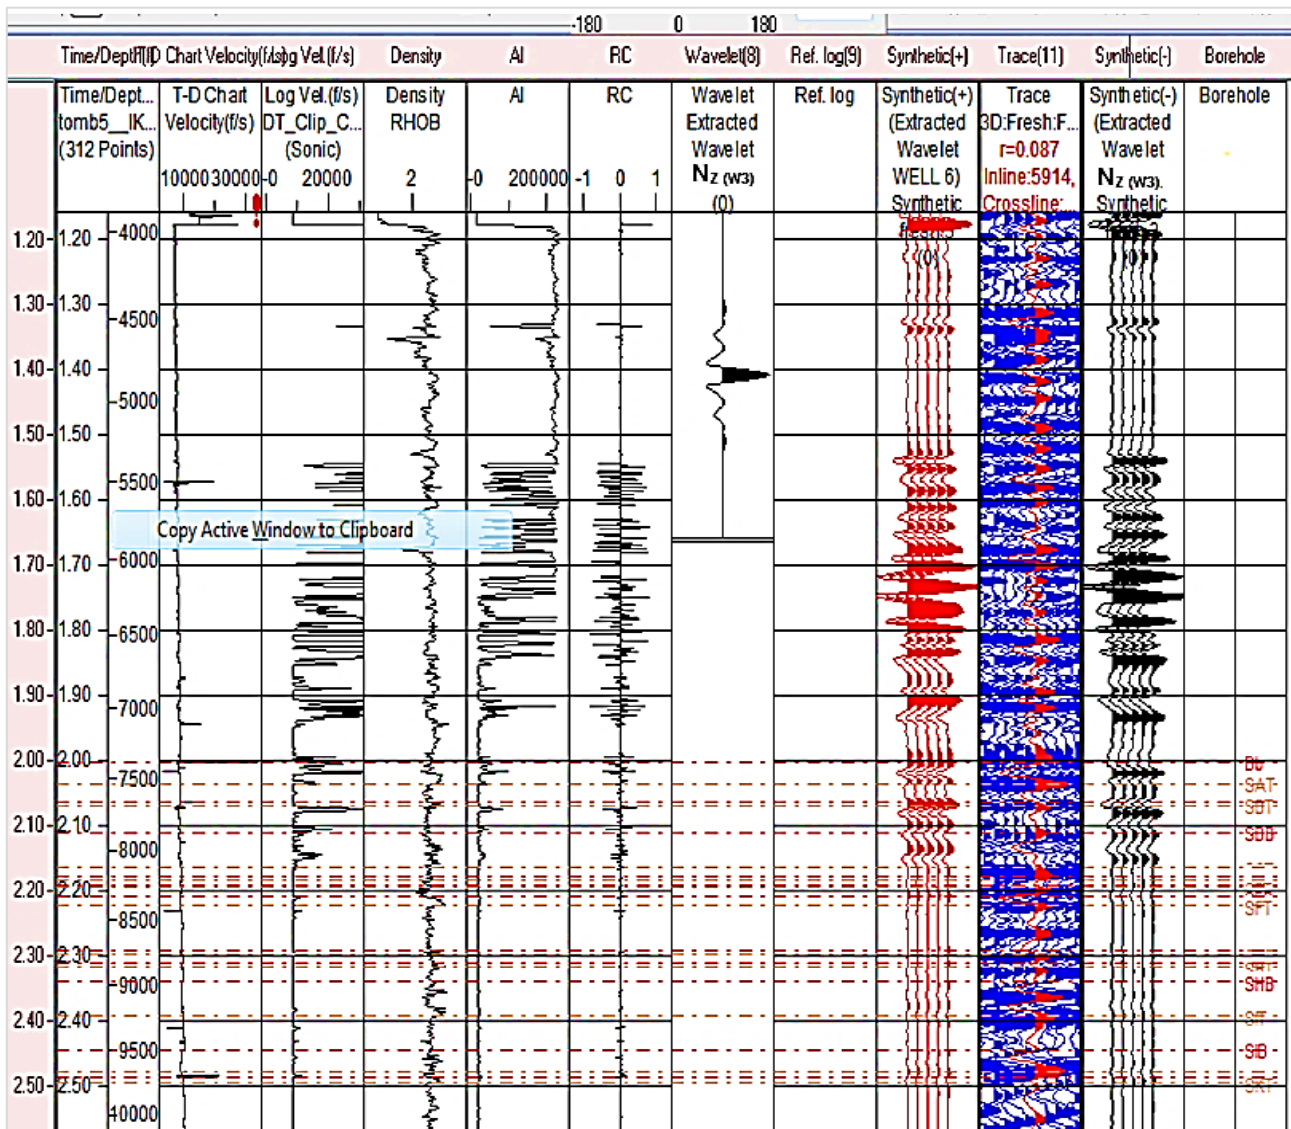 -180 0 180
Chart Velocity(f/s) Density AI RC Wavelet(8) Ref. log(9) Synthetic(+) Trace(11) Synthetic(-) Borehole
Time/Dept... T-D Chart Log Vel.(f/s) Density AI RC Wavelet Ref. log Synthetic(+) Trace Synthetic(-) Borehole
tomb5__IK... Velocity(f/s) DT_Clip_C... RHOB Extracted (Extracted 3D:Fresh:F... (Extracted
(312 Points) (Sonic) Wavelet Wavelet r=0.087 Wavelet
10000 30000 -0 20000 2 -0 200000 -1 0 1 Nz (w3) WELL 6) Inline:5914, Nz (w3).
(0) Synthetic Crossline:... Synthetic
1.20 1.20 4000
(0)
1.30 1.30
4500
1.40 1.40
5000
1.50 1.50
5500
1.60 1.60
Copy Active Window to Clipboard
1.70 1.70 6000
1.80 1.80 6500
1.90 1.90
7000
2.00 2.00
7500 SAT
SBT
2.10 2.10
SBB
8000
2.20 2.20
SFT
8500
2.30 2.30
9000 SHB
2.40 2.40
9500 SIB
2.50 2.50
SKT
40000